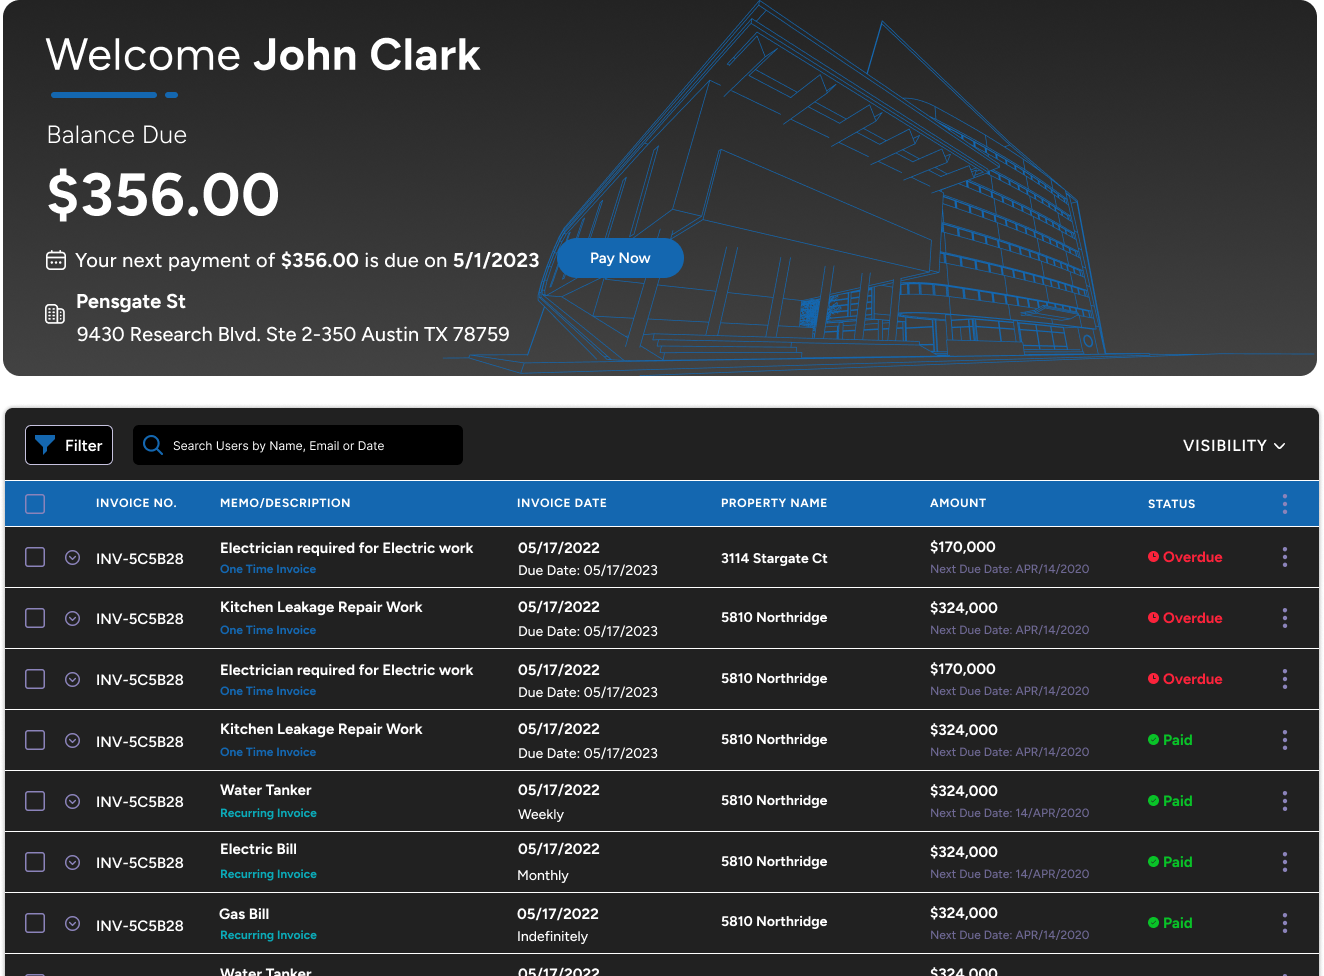 Welcome John Clark
Balance Due
$356.00
Your next payment of $356.00 is due on 5/1/2023
Pay Now
Pensgate St
9430 Research Blvd. Ste 2-350 Austin TX 78759
Filter
Search Users by Name, Email or Date
VISIBILITY
INVOICE NO. MEMO/DESCRIPTION INVOICE DATE PROPERTY NAME AMOUNT STATUS
INV-5C5B28 Electrician required for Electric work 05/17/2022 3114 Stargate Ct $170,000 Overdue
One Time Invoice Due Date: 05/17/2023 Next Due Date: APR/14/2020
INV-5C5B28 Kitchen Leakage Repair Work 05/17/2022 5810 Northridge $324,000 Overdue
One Time Invoice Due Date: 05/17/2023 Next Due Date: APR/14/2020
INV-5C5B28 Electrician required for Electric work 05/17/2022 5810 Northridge $170,000 Overdue
One Time Invoice Due Date: 05/17/2023 Next Due Date: APR/14/2020
INV-5C5B28 Kitchen Leakage Repair Work 05/17/2022 5810 Northridge $324,000 Paid
One Time Invoice Due Date: 05/17/2023 Next Due Date: APR/14/2020
INV-5C5B28 Water Tanker 05/17/2022 5810 Northridge $324,000 Paid
Recurring Invoice Weekly Next Due Date: 14/APR/2020
INV-5C5B28 Electric Bill 05/17/2022 5810 Northridge $324,000 Paid
Recurring Invoice Monthly Next Due Date: 14/APR/2020
INV-5C5B28 Gas Bill 05/17/2022 5810 Northridge $324,000 Paid
Recurring Invoice Indefinitely Next Due Date: APR/14/2020
Water Tanker 05/17/2022 $324,000